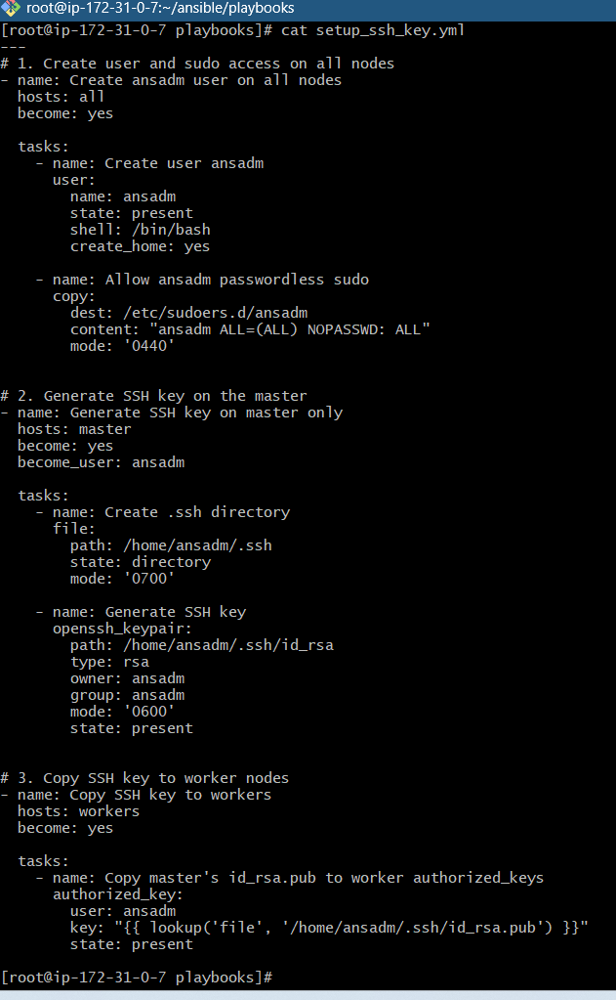 root@ip-172-31-0-7:~/ansible/playbooks
[root@ip-172-31-0-7 playbooks]# cat setup_ssh_key.yml
---
# 1. Create user and sudo access on all nodes
- name: Create ansadm user on all nodes
  hosts: all
  become: yes

  tasks:
    - name: Create user ansadm
      user:
        name: ansadm
        state: present
        shell: /bin/bash
        create_home: yes

    - name: Allow ansadm passwordless sudo
      copy:
        dest: /etc/sudoers.d/ansadm
        content: "ansadm ALL=(ALL) NOPASSWD: ALL"
        mode: '0440'


# 2. Generate SSH key on the master
- name: Generate SSH key on master only
  hosts: master
  become: yes
  become_user: ansadm

  tasks:
    - name: Create .ssh directory
      file:
        path: /home/ansadm/.ssh
        state: directory
        mode: '0700'

    - name: Generate SSH key
      openssh_keypair:
        path: /home/ansadm/.ssh/id_rsa
        type: rsa
        owner: ansadm
        group: ansadm
        mode: '0600'
        state: present


# 3. Copy SSH key to worker nodes
- name: Copy SSH key to workers
  hosts: workers
  become: yes

  tasks:
    - name: Copy master's id_rsa.pub to worker authorized_keys
      authorized_key:
        user: ansadm
        key: "{{ lookup('file', '/home/ansadm/.ssh/id_rsa.pub') }}"
        state: present

[root@ip-172-31-0-7 playbooks]#